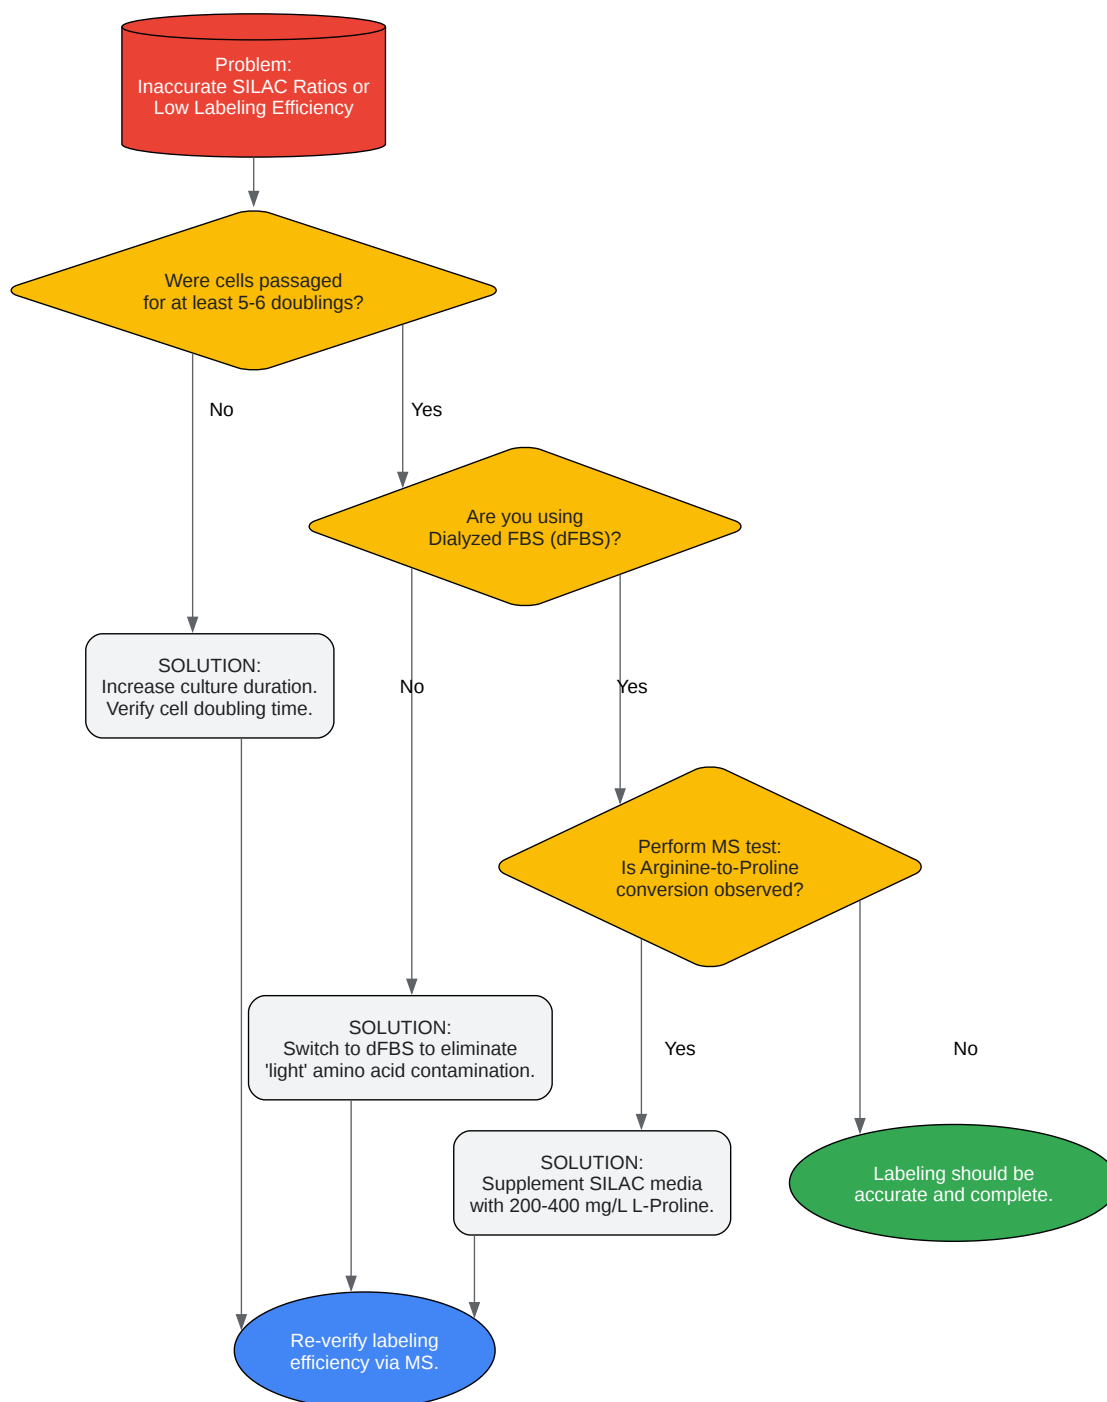 Problem:
Inaccurate SILAC Ratios or
Low Labeling Efficiency
Were cells passaged
for at least 5-6 doublings?
No
Yes
Are you using
Dialyzed FBS (dFBS)?
SOLUTION:
Increase culture duration.
Verify cell doubling time.
No
Yes
Perform MS test:
Is Arginine-to-Proline
conversion observed?
SOLUTION:
Switch to dFBS to eliminate
'light' amino acid contamination.
Yes
No
SOLUTION:
Supplement SILAC media
with 200-400 mg/L L-Proline.
Labeling should be
accurate and complete.
Re-verify labeling
efficiency via MS.